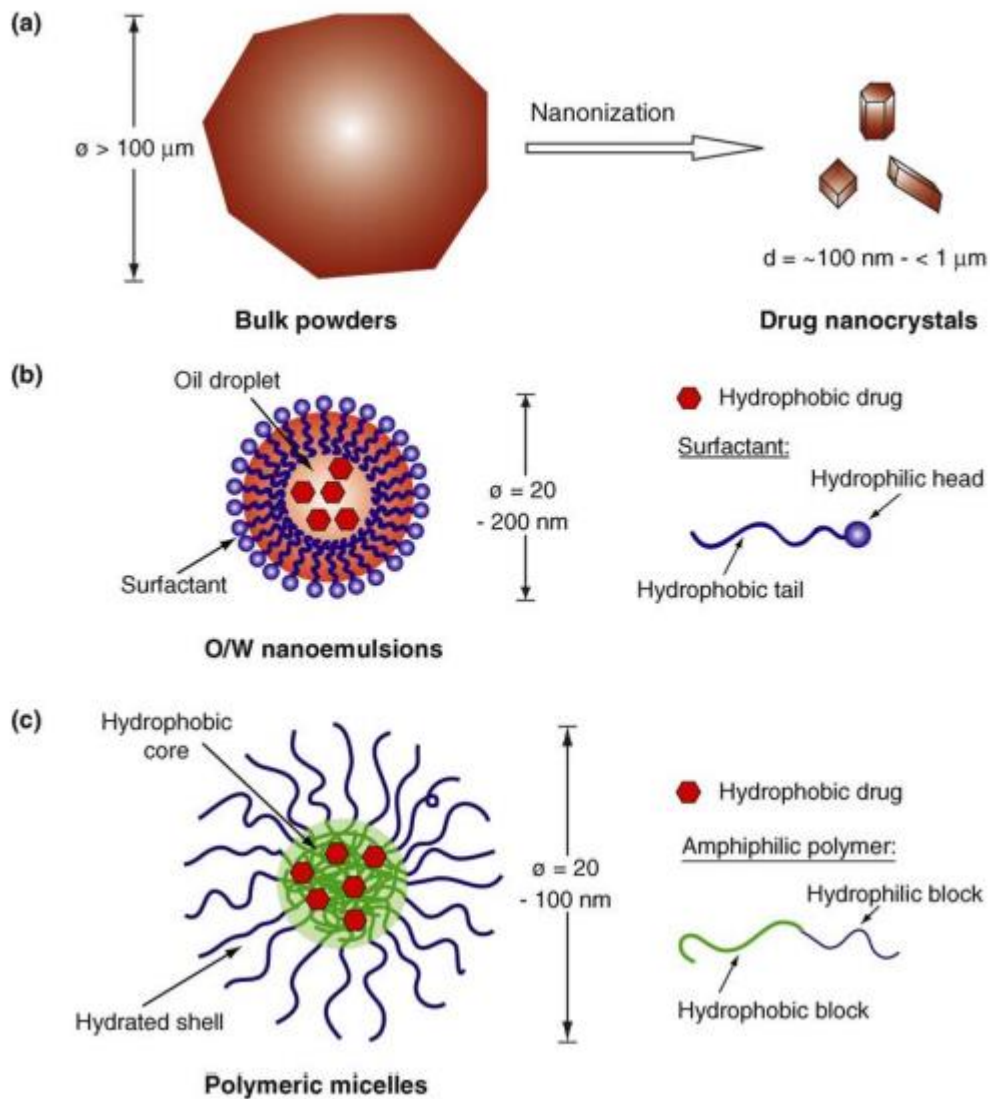 (a)
ø > 100 μm
Nanonization
d = ~100 nm - < 1 μm
Bulk powders
Drug nanocrystals
(b)
Oil droplet
Surfactant
ø = 20
- 200 nm
Hydrophobic drug
Surfactant:
Hydrophilic head
Hydrophobic tail
O/W nanoemulsions
(c)
Hydrophobic
core
Hydrated shell
ø = 20
- 100 nm
Hydrophobic drug
Amphiphilic polymer:
Hydrophilic block
Hydrophobic block
Polymeric micelles